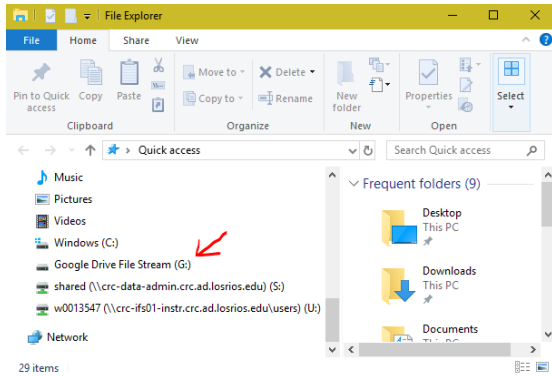 File Explorer
File Home Share View
Pin to Quick access
Copy
Paste
Clipboard
Move to
Copy to
Delete
Rename
Organize
New folder
New
Properties
Open
Select
Quick access
Search Quick access
Music
Pictures
Videos
Windows (C:)
Google Drive File Stream (G:)
shared (\\crc-data-admin.crc.ad.losrios.edu) (S:)
w0013547 (\\crc-ifs01-instr.crc.ad.losrios.edu\users) (U:)
Network
Frequent folders (9)
Desktop
This PC
Downloads
This PC
Documents
This PC
29 items